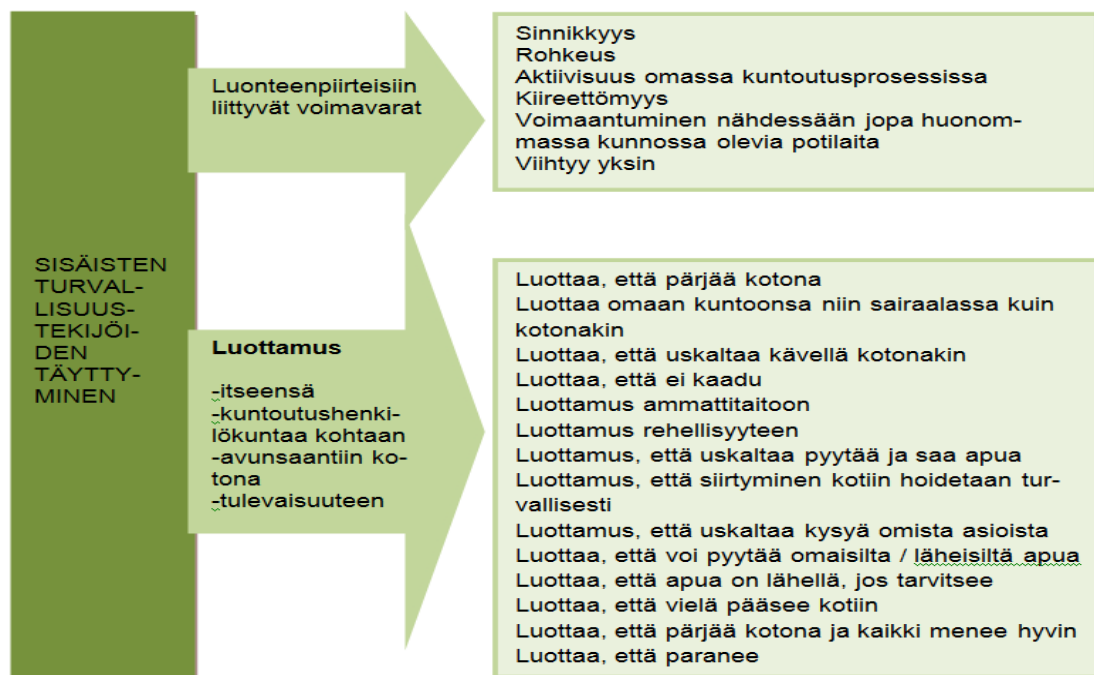 SISÄISTEN
TURVAL-
LISUUS-
TEKIJÖI-
DEN
TÄYTTY-
MINEN
Luonteenpiirteisiin
liittyvät voimavarat
Sinnikkyys
Rohkeus
Aktiivisuus omassa kuntoutusprosessissa
Kiireettömyys
Voimaantuminen nähdessään jopa huonom-
massa kunnossa olevia potilaita
Viihtyy yksin
Luottamus
-itseensä
-kuntoutushenki-
lökuntaa kohtaan
-avunsaantiin ko-
tona
-tulevaisuuteen
Luottaa, että pärjää kotona
Luottaa omaan kuntoonsa niin sairaalassa kuin
kotonakin
Luottaa, että uskaltaa kävellä kotonakin
Luottaa, että ei kaadu
Luottamus ammattitaitoon
Luottamus rehellisyyteen
Luottamus, että uskaltaa pyytää ja saa apua
Luottamus, että siirtyminen kotiin hoidetaan tur-
vallisesti
Luottamus, että uskaltaa kysyä omista asioista
Luottaa, että voi pyytää omaisilta / läheisiltä apua
Luottaa, että apua on lähellä, jos tarvitsee
Luottaa, että vielä pääsee kotiin
Luottaa, että pärjää kotona ja kaikki menee hyvin
Luottaa, että paranee